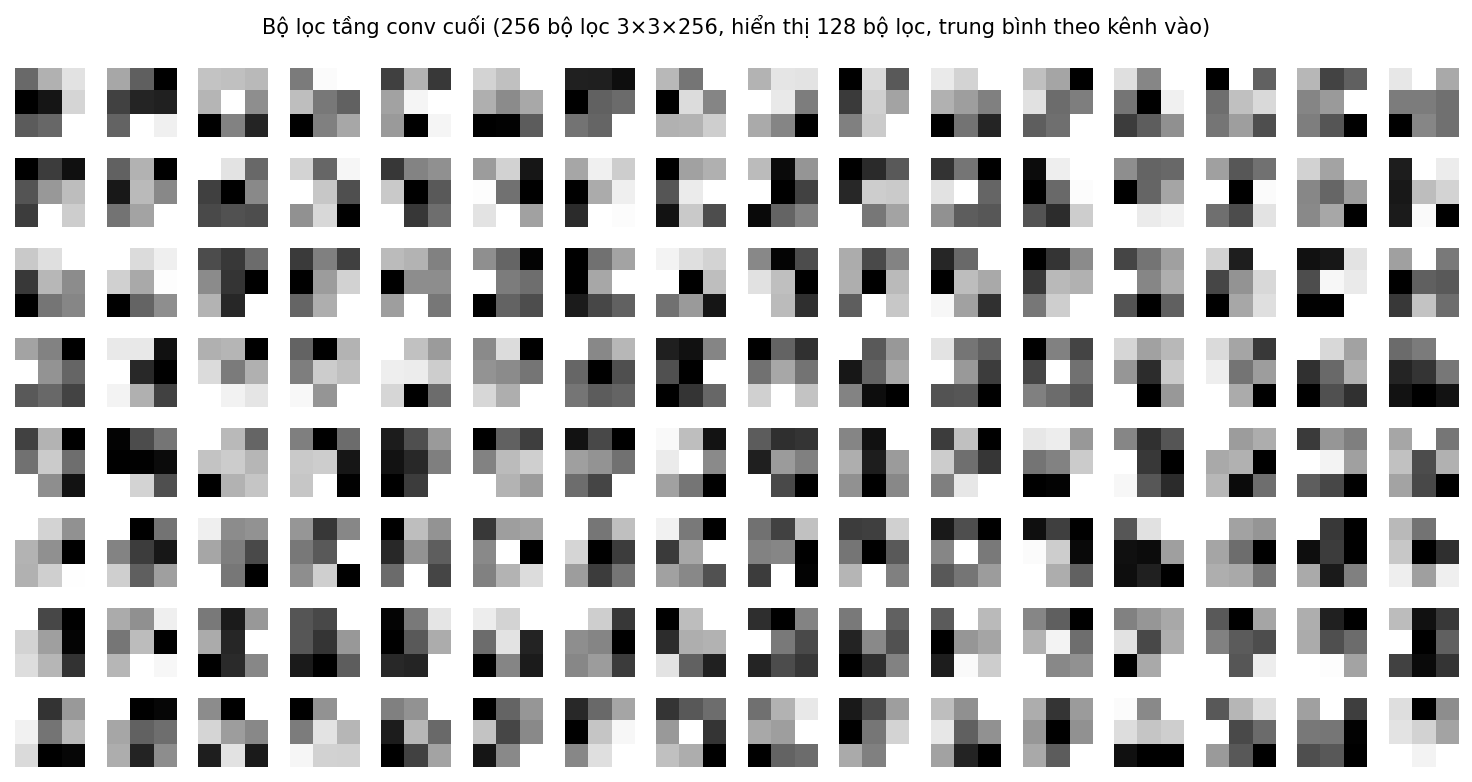 Bộ lọc tầng conv cuối (256 bộ lọc 3×3×256, hiển thị 128 bộ lọc, trung bình theo kênh vào)